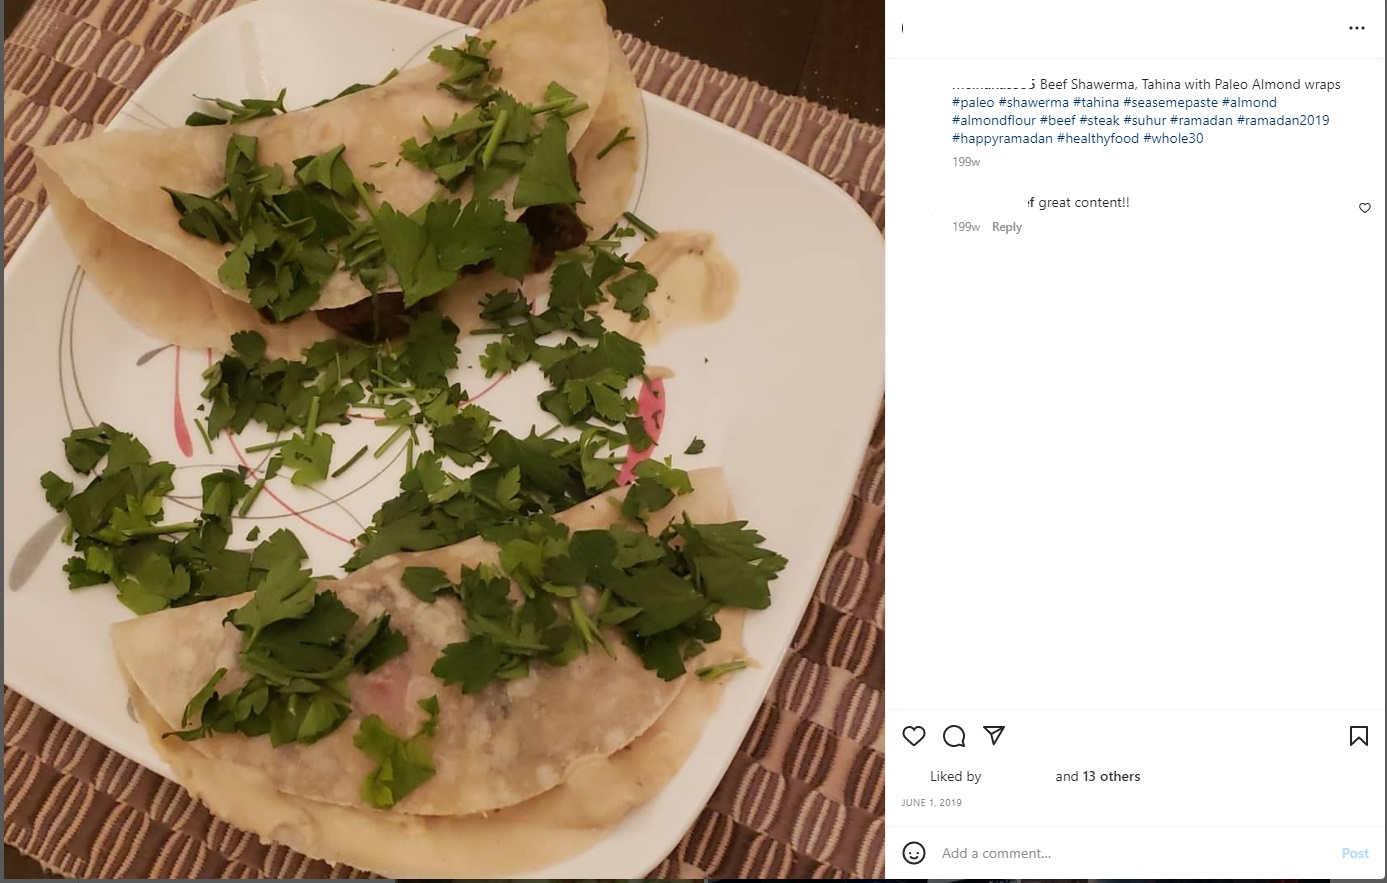 Beef Shawerma, Tahina with Paleo Almond wraps
#paleo #shawerma #tahina #seasemepaste #almond
#almondflour #beef #steak #suhur #ramadan #ramadan2019
#happyramadan #healthyfood #whole30
199w
great content!!
199w Reply
Liked by and 13 others
JUNE 1, 2019
Add a comment... Post